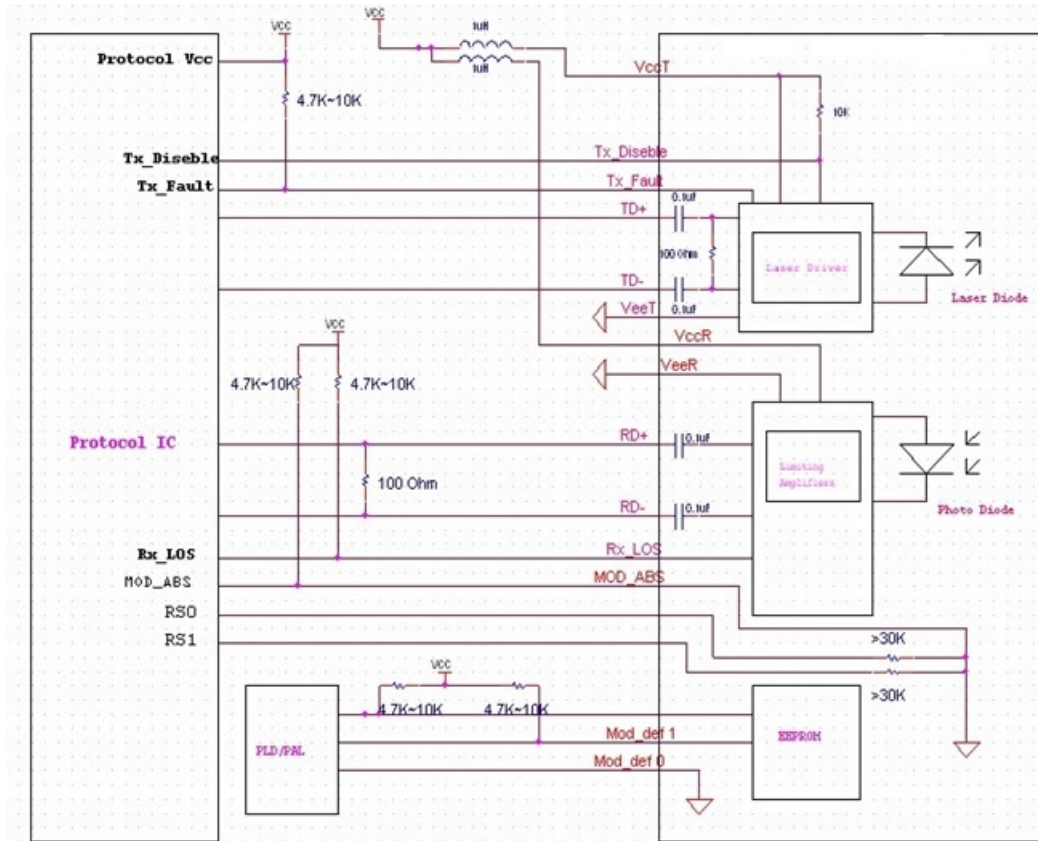 VCC
VCC
1uH
1uH
Protocol Vcc
4.7K~10K
VccT
10K
Tx_Diseble
Tx_Diseble
Tx_Fault
Tx_Fault
0.1uF
TD+
100 Ohm
Laser Driver
TD-
0.1uF
VeeT
Laser Diode
VCC
VccR
VeeR
4.7K~10K
4.7K~10K
Protocol IC
RD+
0.1uF
100 Ohm
Limiting
Amplifiers
RD-
0.1uF
Photo Diode
Rx_LOS
Rx_LOS
MOD_ABS
MOD_ABS
RS0
RS1
>30K
>30K
VCC
4.7K~10K
4.7K~10K
PLD/PAL
Mod_def 1
Mod_def 0
EEPROM